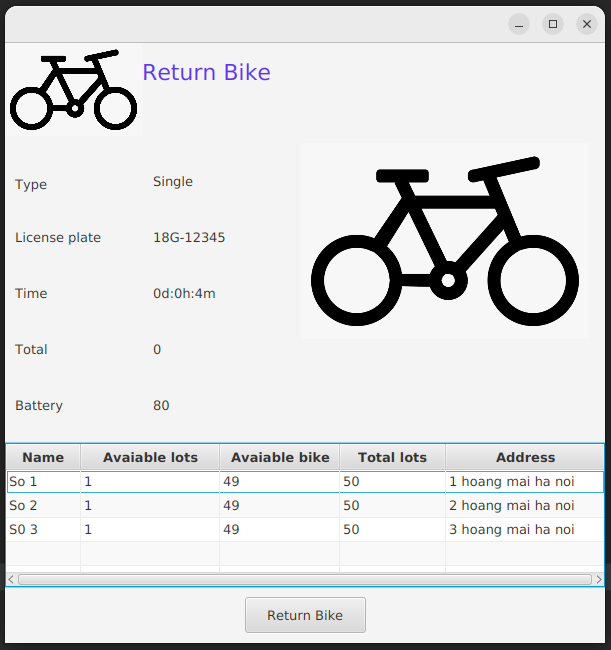 Return Bike
Type Single
License plate 18G-12345
Time 0d:0h:4m
Total 0
Battery 80
Name Avaiable lots Avaiable bike Total lots Address
So 1 1 49 50 1 hoang mai ha noi
So 2 1 49 50 2 hoang mai ha noi
S0 3 1 49 50 3 hoang mai ha noi
Return Bike